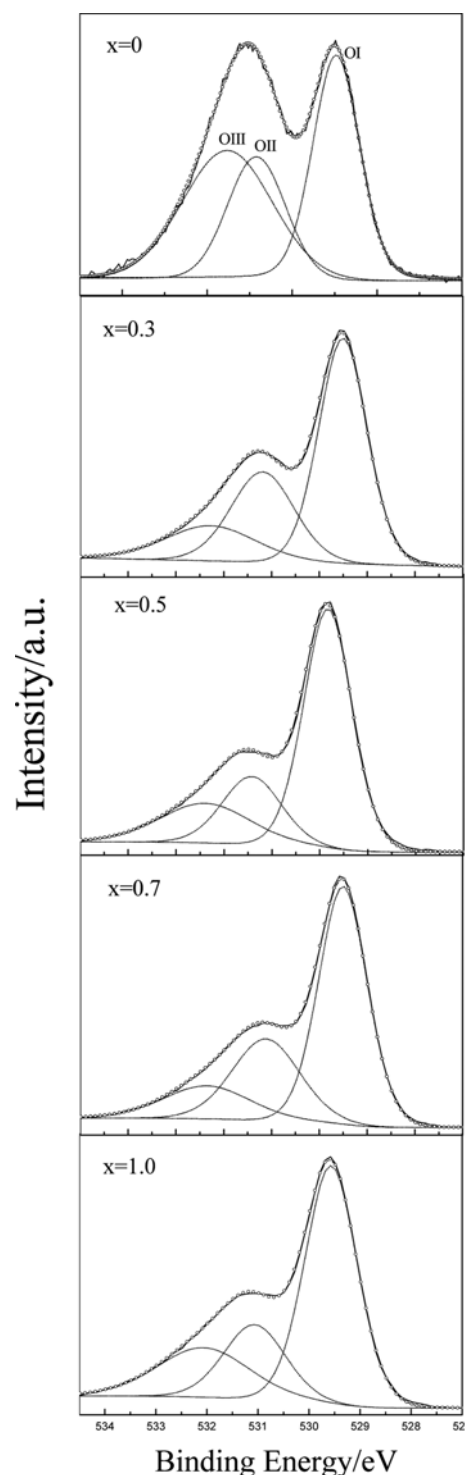 x=0
OI
OIII OII
x=0.3
x=0.5
x=0.7
x=1.0
Intensity/a.u.
534 533 532 531 530 529 528 52
Binding Energy/eV